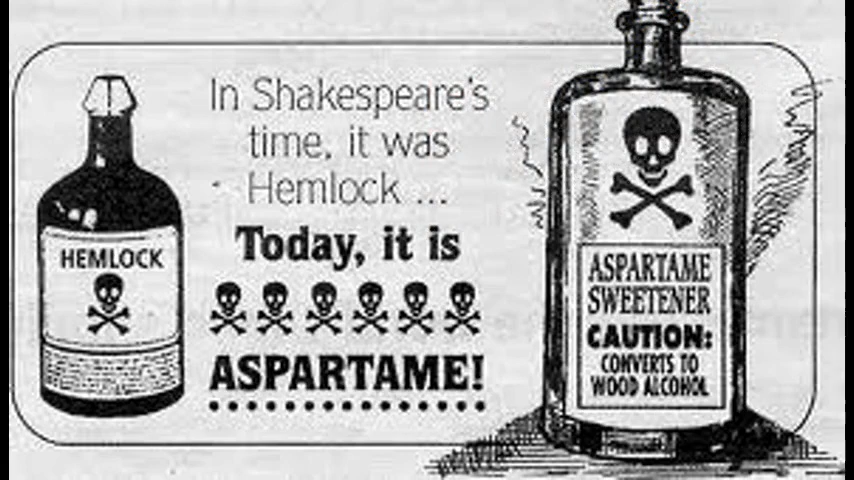 In Shakespeare's
time, it was
Hemlock ...
Today, it is
ASPARTAME!
HEMLOCK
ASPARTAME
SWEETENER
CAUTION:
CONVERTS TO
WOOD ALCOHOL